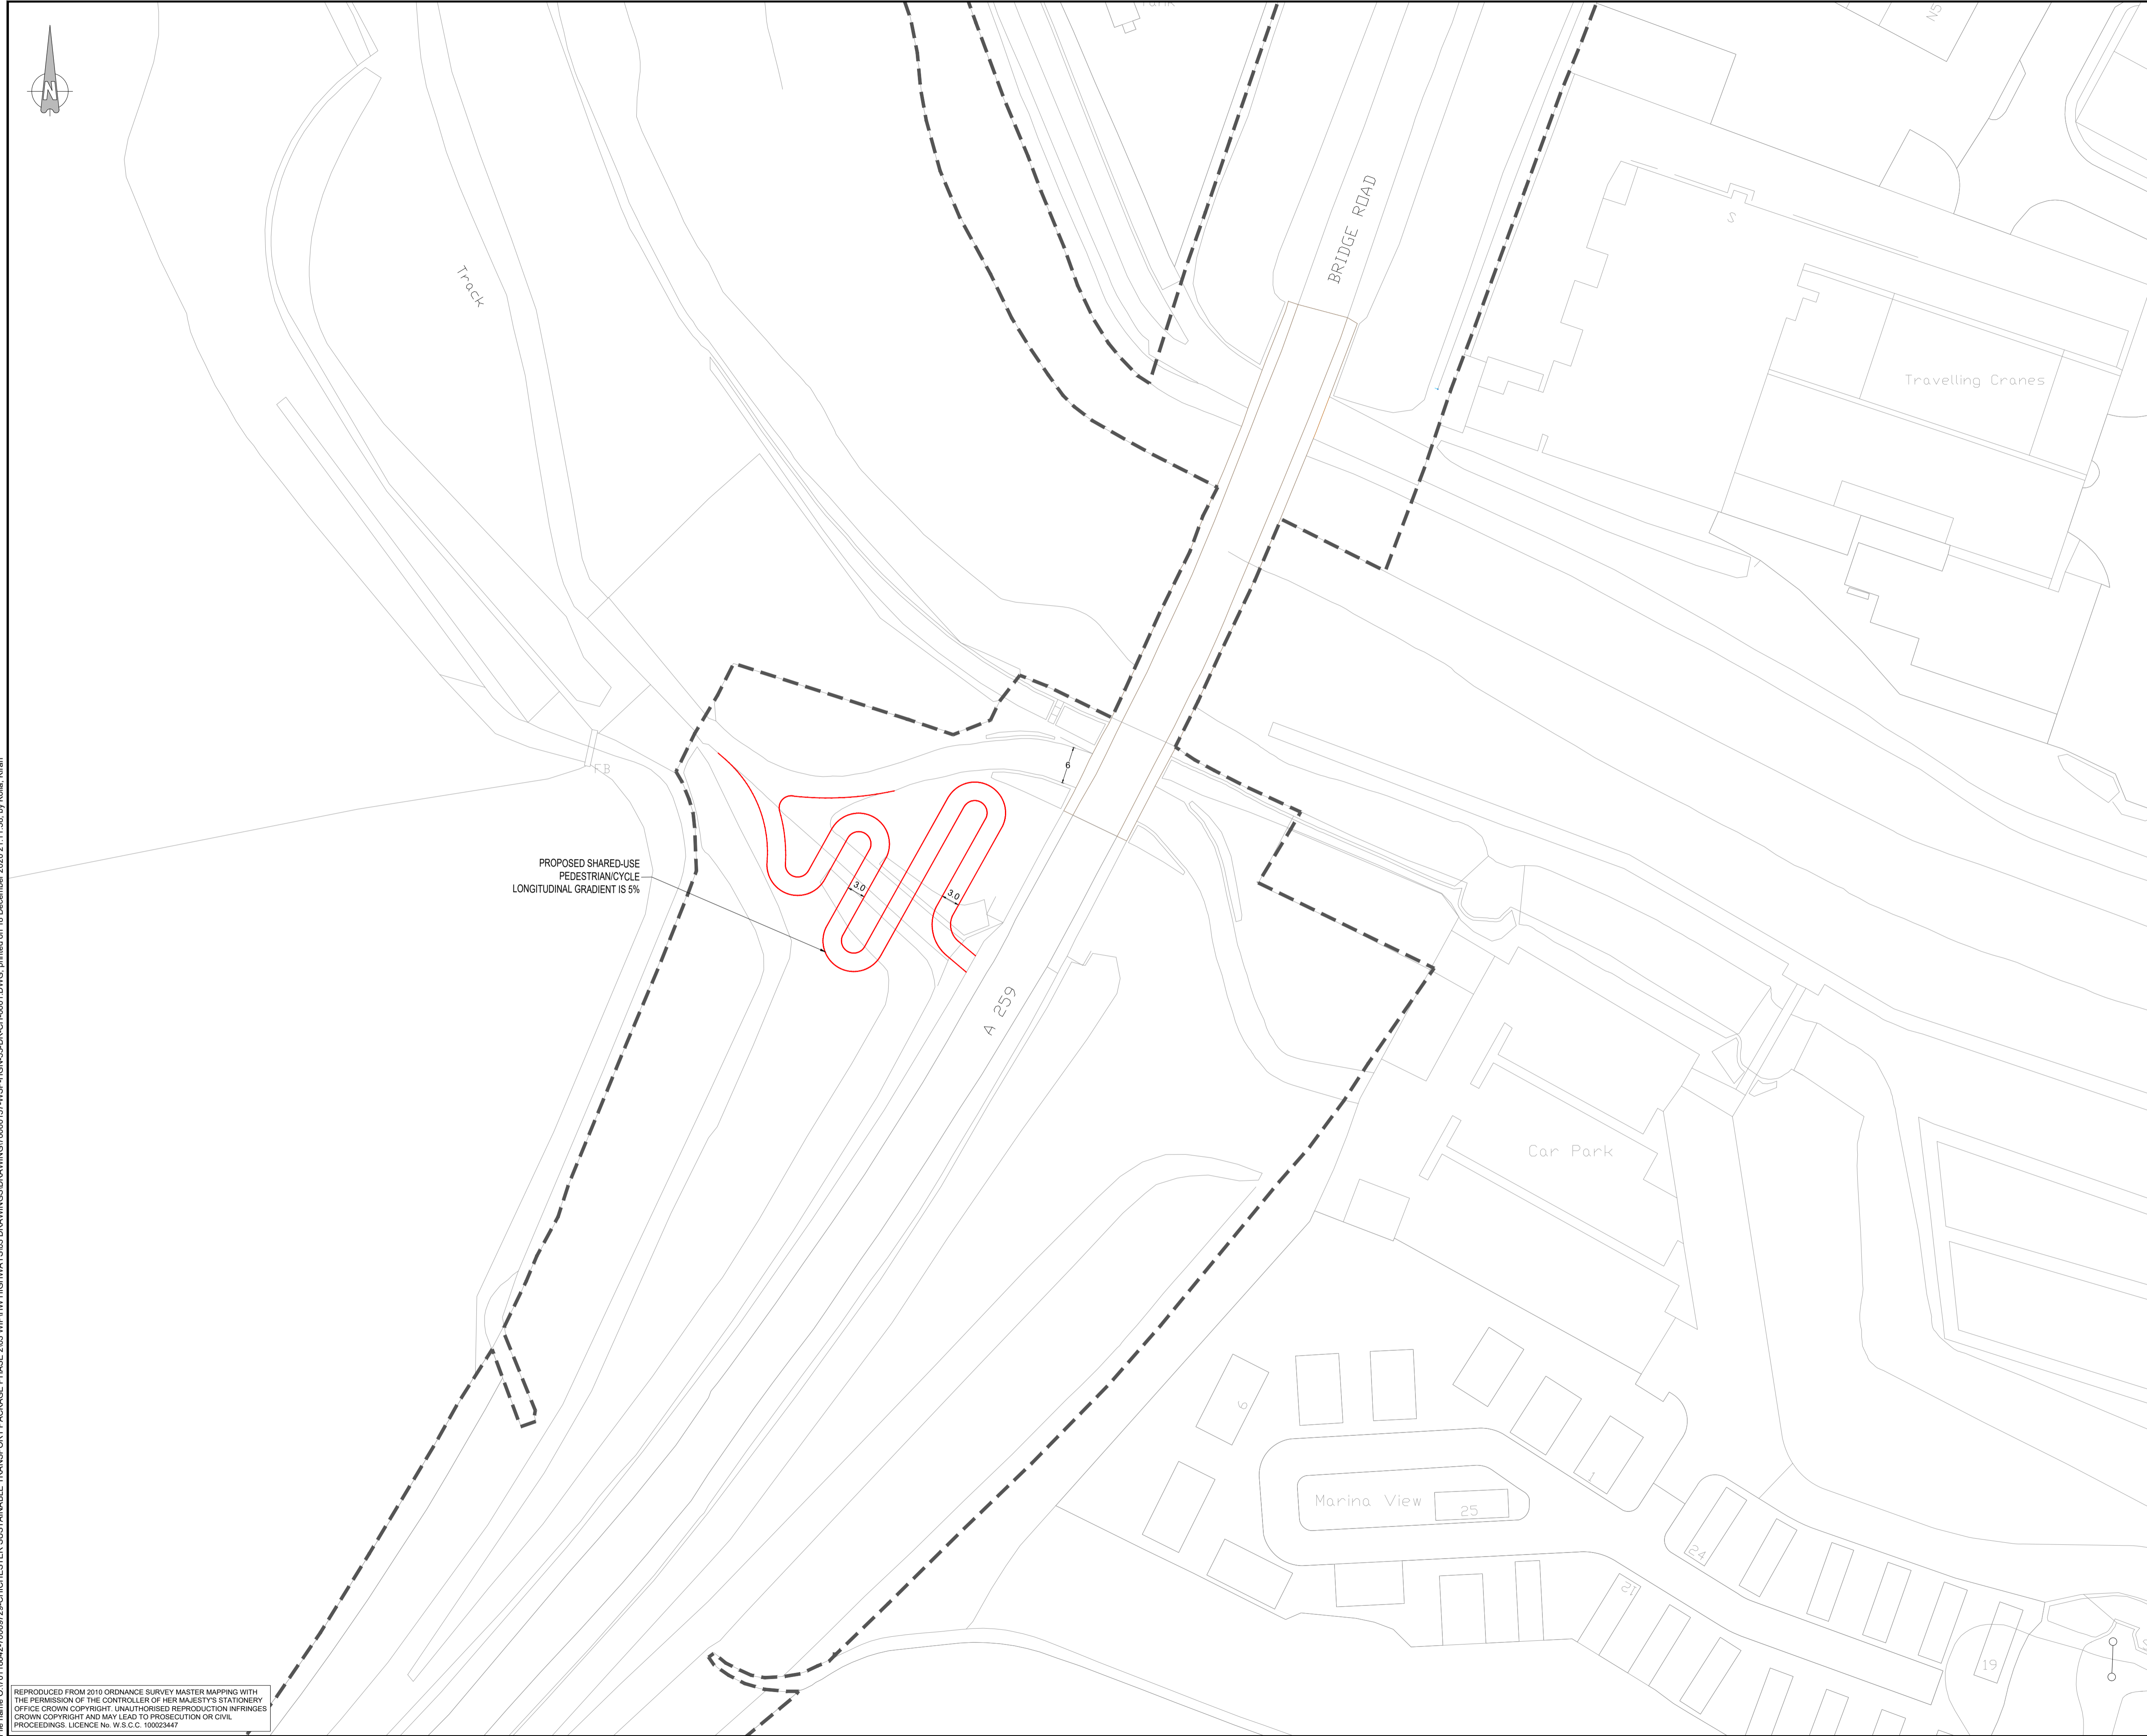 Tank
N5
N
BRIDGE ROAD
S
Track
Travelling Cranes
6
FB
PROPOSED SHARED-USE
PEDESTRIAN/CYCLE
LONGITUDINAL GRADIENT IS 5%
3.0
3.0
A 259
Car Park
6
1
Marina View
25
24
21
19
REPRODUCED FROM 2010 ORDNANCE SURVEY MASTER MAPPING WITH
THE PERMISSION OF THE CONTROLLER OF HER MAJESTY'S STATIONERY
OFFICE CROWN COPYRIGHT. UNAUTHORISED REPRODUCTION INFRINGES
CROWN COPYRIGHT AND MAY LEAD TO PROSECUTION OR CIVIL
PROCEEDINGS. LICENCE No. W.S.C.C. 100023447